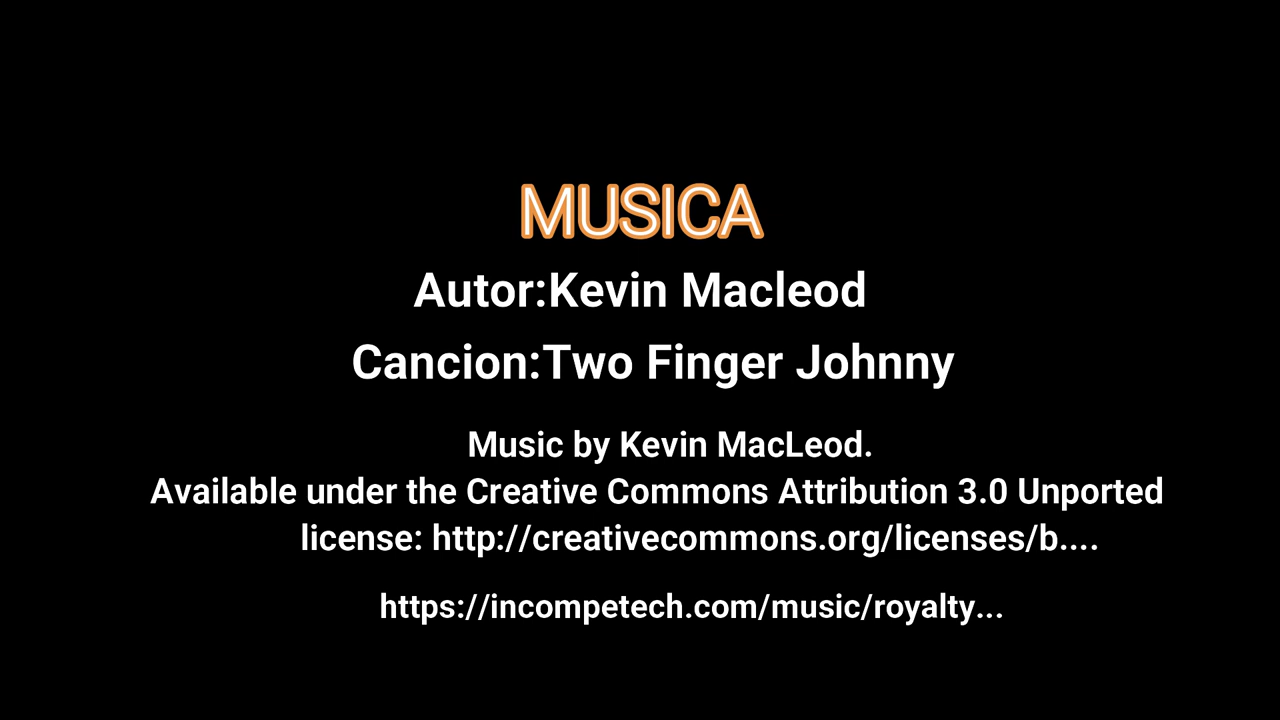 MUSICA
Autor:Kevin Macleod
Cancion:Two Finger Johnny
Music by Kevin MacLeod.
Available under the Creative Commons Attribution 3.0 Unported
license: http://creativecommons.org/licenses/b....
https://incompetech.com/music/royalty...